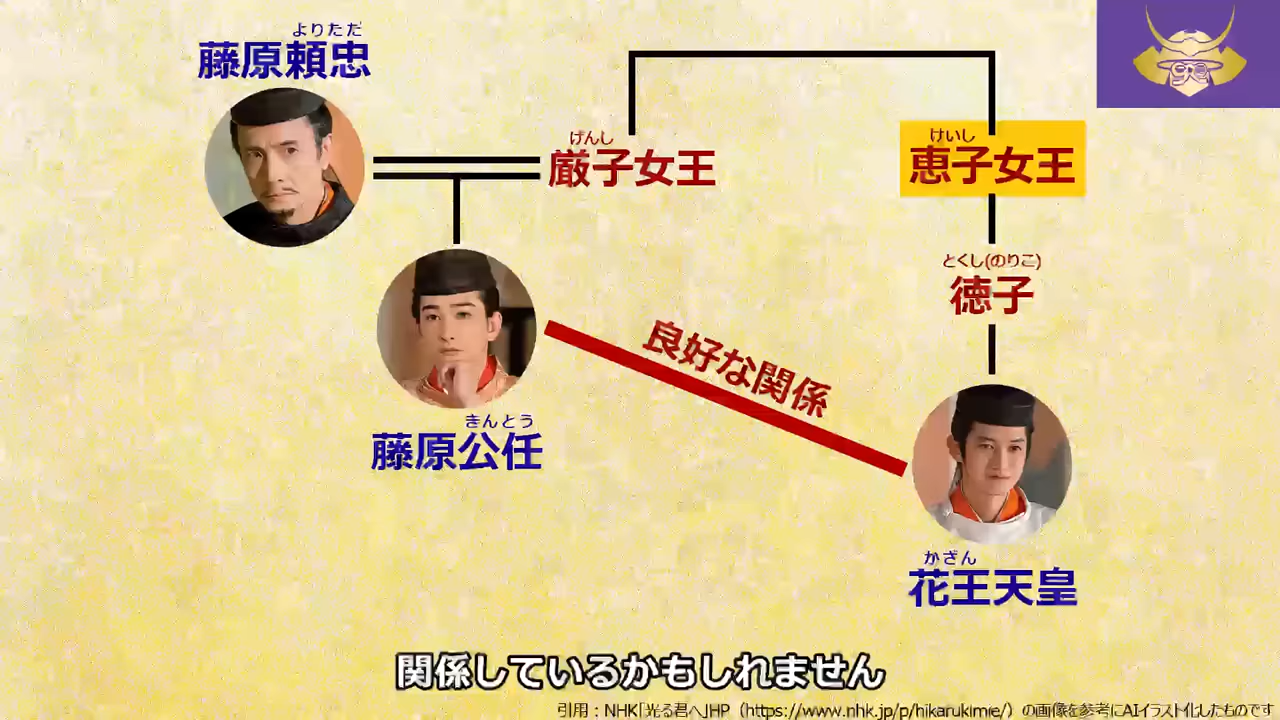 よりただ
藤原頼忠
げんし
厳子女王
けいし
恵子女王
とくし(のりこ)
徳子
良好な関係
きんとう
藤原公任
かざん
花王天皇
関係しているかもしれません
引用：NHK「光る君へ」HP（https://www.nhk.jp/p/hikarukimie/）の画像を参考にAIイラスト化したものです